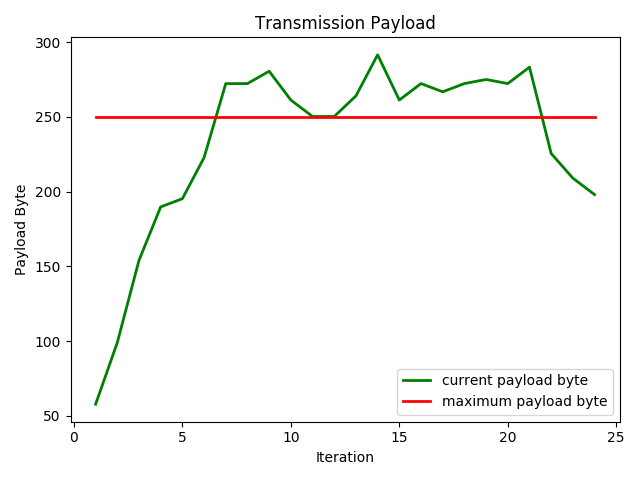 Transmission Payload
300
250
200
150
100
50
Payload Byte
0
5
10
15
20
25
Iteration
current payload byte
maximum payload byte